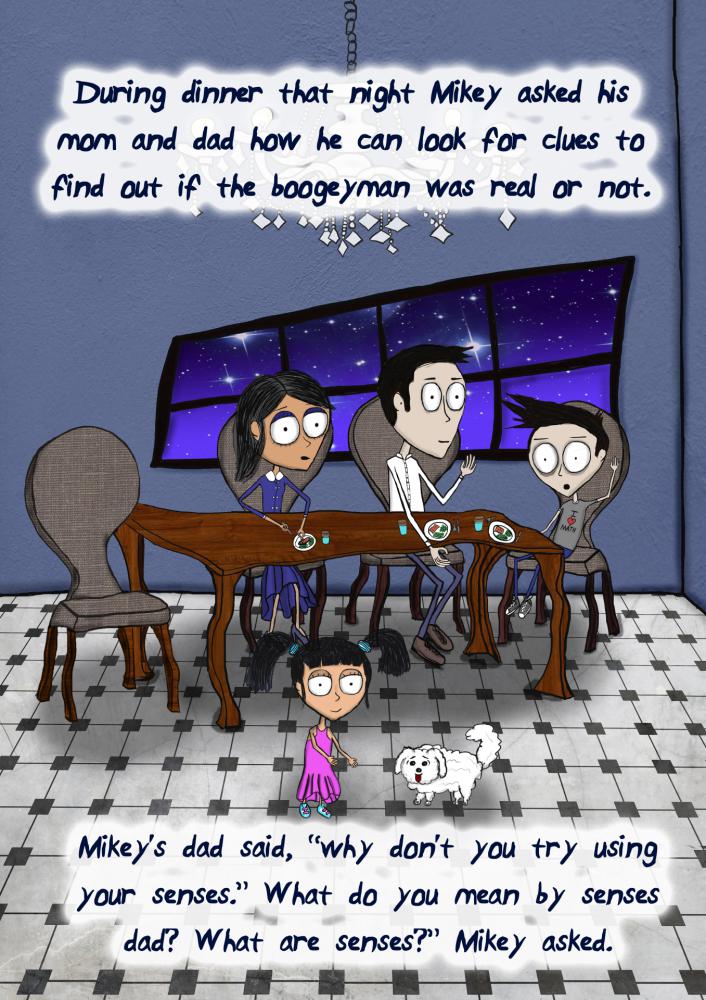 During dinner that night Mikey asked his
mom and dad how he can look for clues to
find out if the boogeyman was real or not.
I
MATH
Mikey's dad said, “why don't you try using
your senses.” What do you mean by senses
dad? What are senses?” Mikey asked.